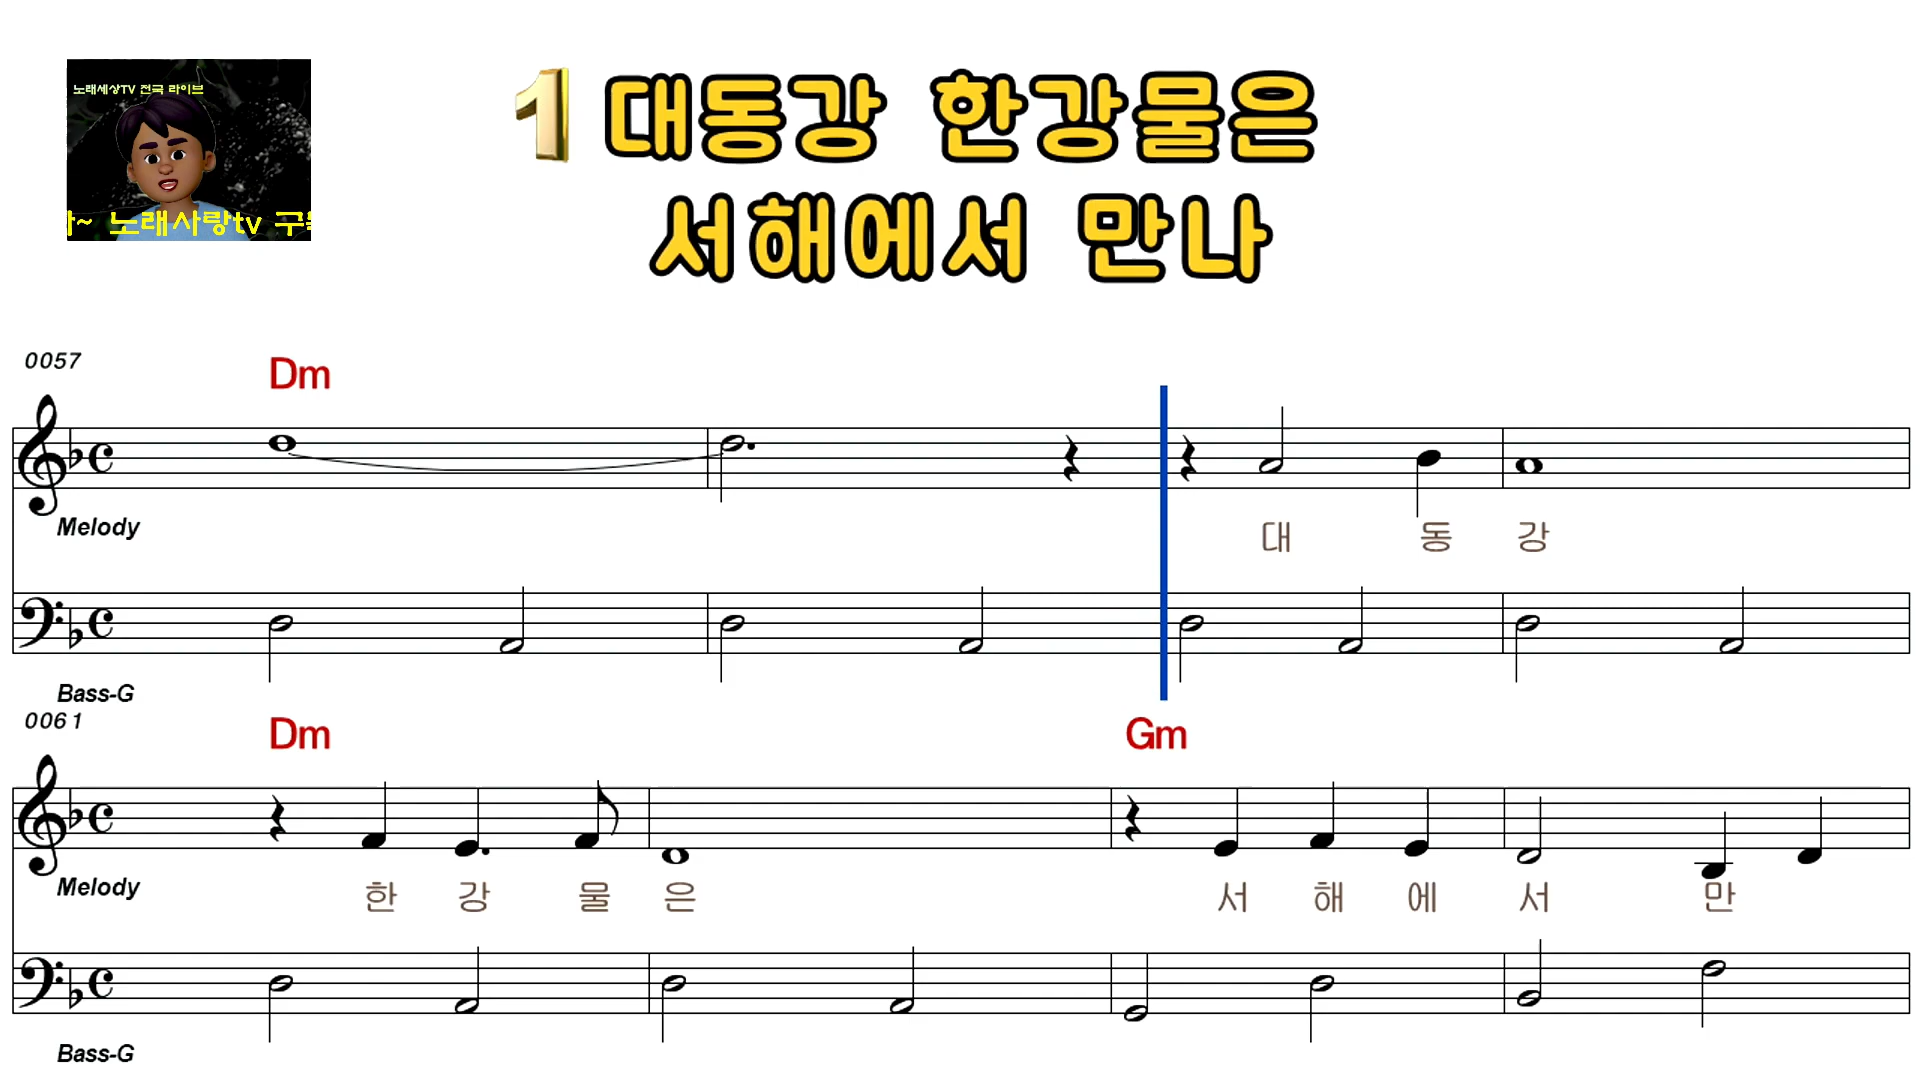 노래세상TV 전국 라이브
~ 노래사랑tv
1 대동강 한강물은
서해에서 만나
0057
Dm
Melody
대 동 강
Bass-G
0061
Dm Gm
Melody
한 강 물 은 서 해 에 서 만
Bass-G